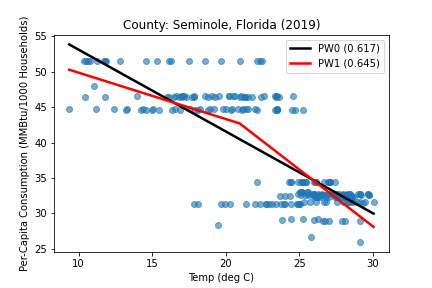 County: Seminole, Florida (2019)
PW0 (0.617)
PW1 (0.645)
Per-Capita Consumption (MMBtu/1000 Households)
55
50
45
40
35
30
25
10
15
20
25
30
Temp (deg C)